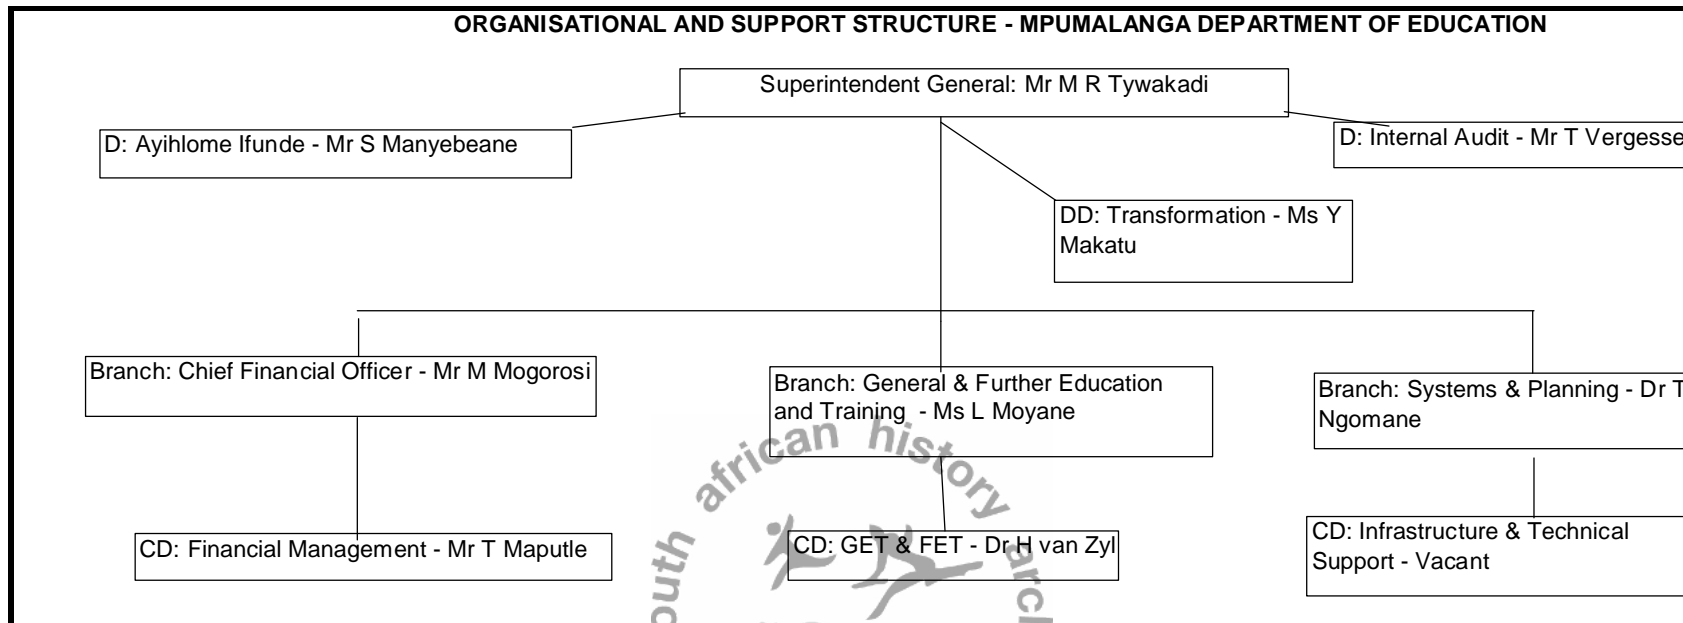 ORGANISATIONAL AND SUPPORT STRUCTURE - MPUMALANGA DEPARTMENT OF EDUCATION
Superintendent General: Mr M R Tywakadi
D: Ayihlome Ifunde - Mr S Manyebeane
D: Internal Audit - Mr T Vergesse
DD: Transformation - Ms Y
Makatu
Branch: Chief Financial Officer - Mr M Mogorosi
Branch: General & Further Education
and Training - Ms L Moyane
Branch: Systems & Planning - Dr T
Ngomane
african history
CD: Financial Management - Mr T Maputle
CD: GET & FET - Dr H van Zyl
CD: Infrastructure & Technical
Support - Vacant